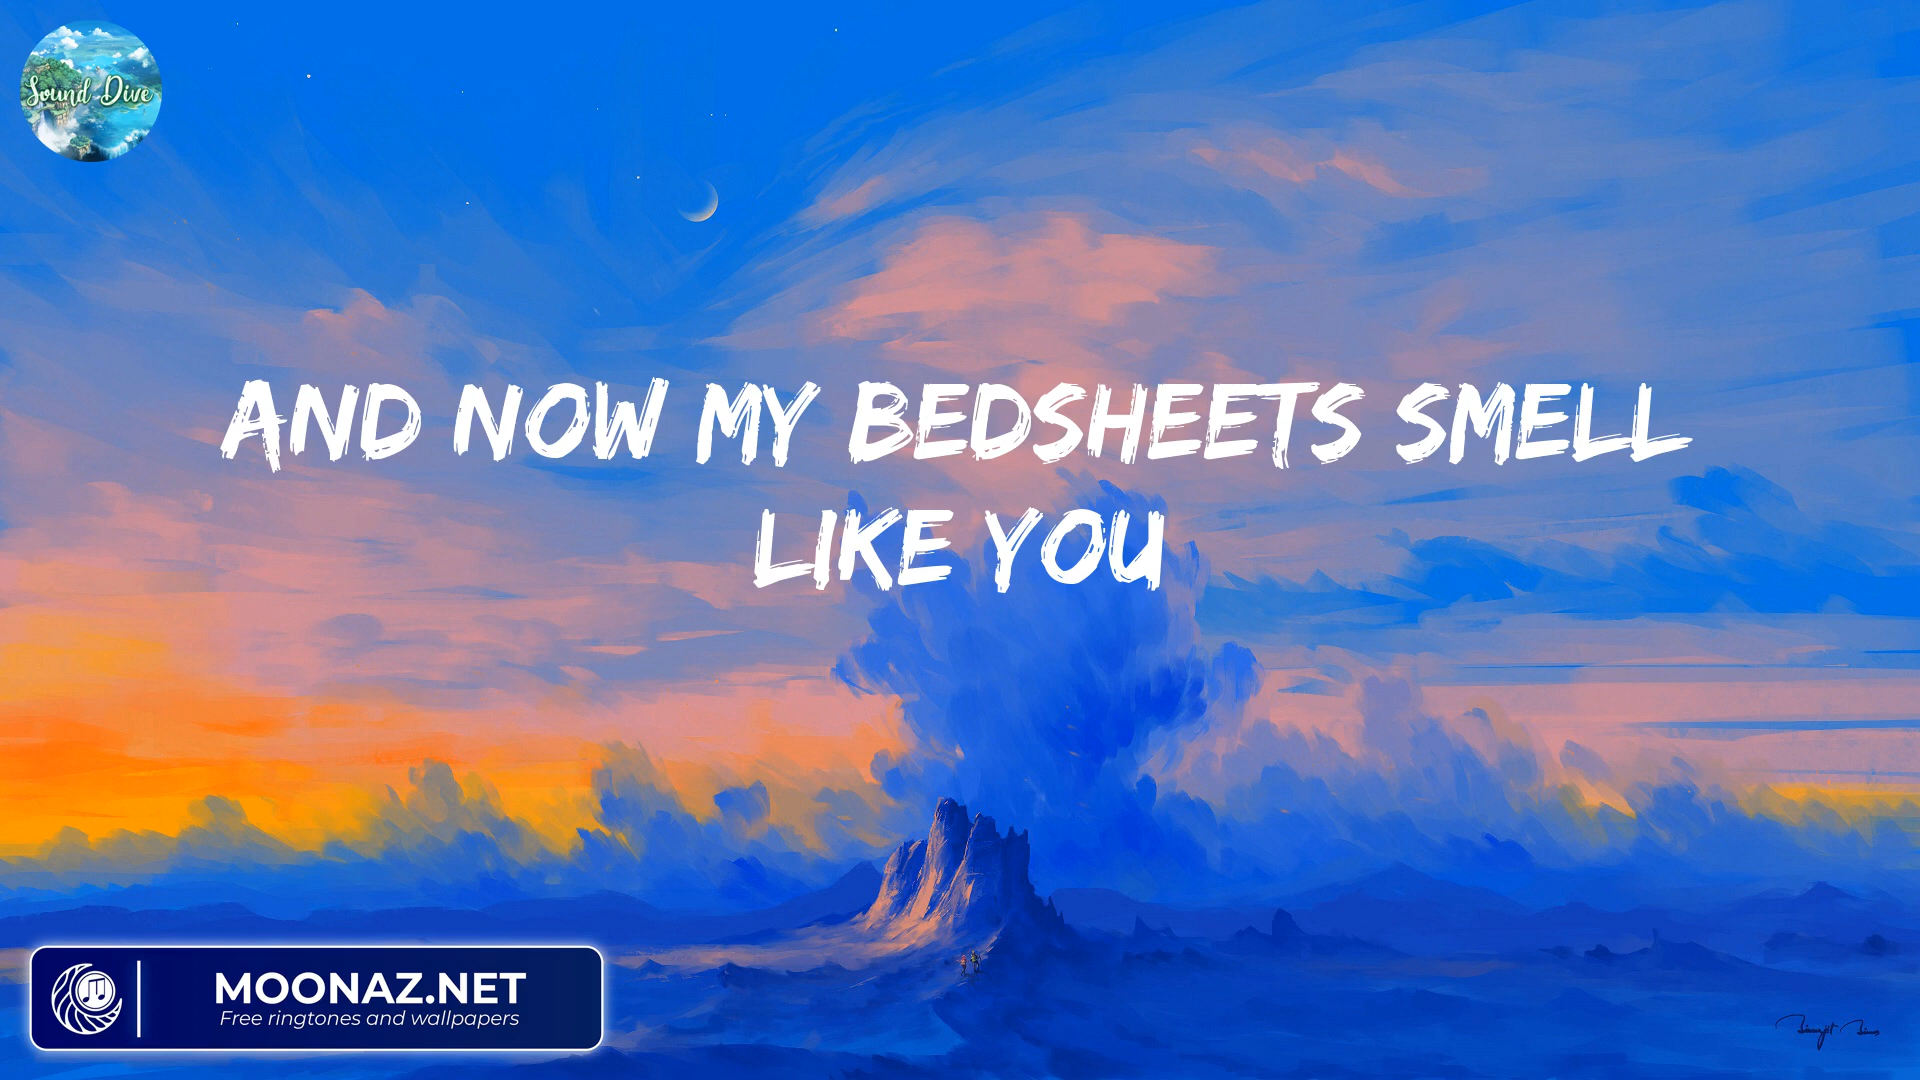 Sound Dive
AND NOW MY BEDSHEETS SMELL
LIKE YOU
MOONAZ.NET
Free ringtones and wallpapers